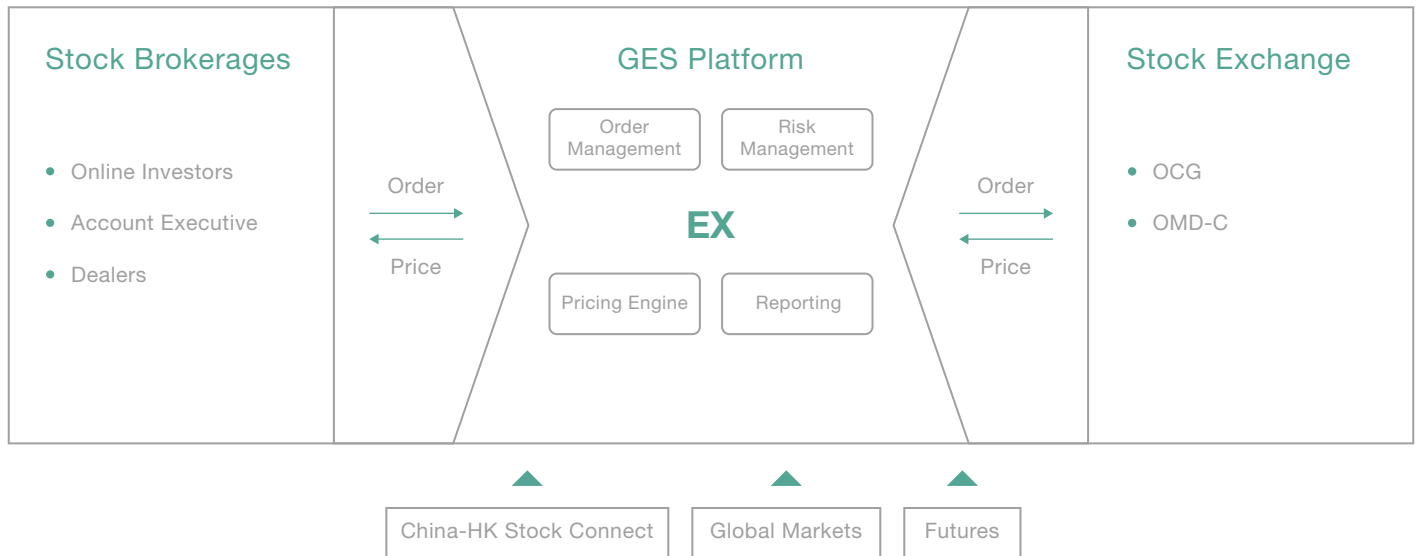 Stock Brokerages
Online Investors
Account Executive
Dealers
Order
Price
GES Platform
Order
Management
Risk
Management
EX
Pricing Engine
Reporting
Order
Price
Stock Exchange
OCG
OMD-C
China-HK Stock Connect
Global Markets
Futures